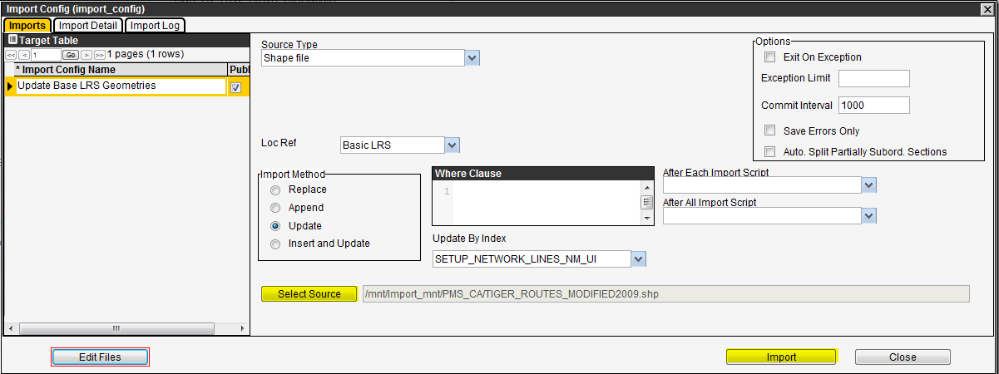 Import Config (import_config)
Imports Import Detail Import Log
Target Table
<< < 1 Go > >> 1 pages (1 rows)
* Import Config Name Publ
Update Base LRS Geometries
Source Type
Shape file
Loc Ref Basic LRS
Import Method
Replace
Append
Update
Insert and Update
Where Clause
1
Update By Index
SETUP_NETWORK_LINES_NM_UI
Options
Exit On Exception
Exception Limit
Commit Interval 1000
Save Errors Only
Auto. Split Partially Subord. Sections
After Each Import Script
After All Import Script
Select Source /mnt/Import_mnt/PMS_CA/TIGER_ROUTES_MODIFIED2009.shp
Edit Files Import Close